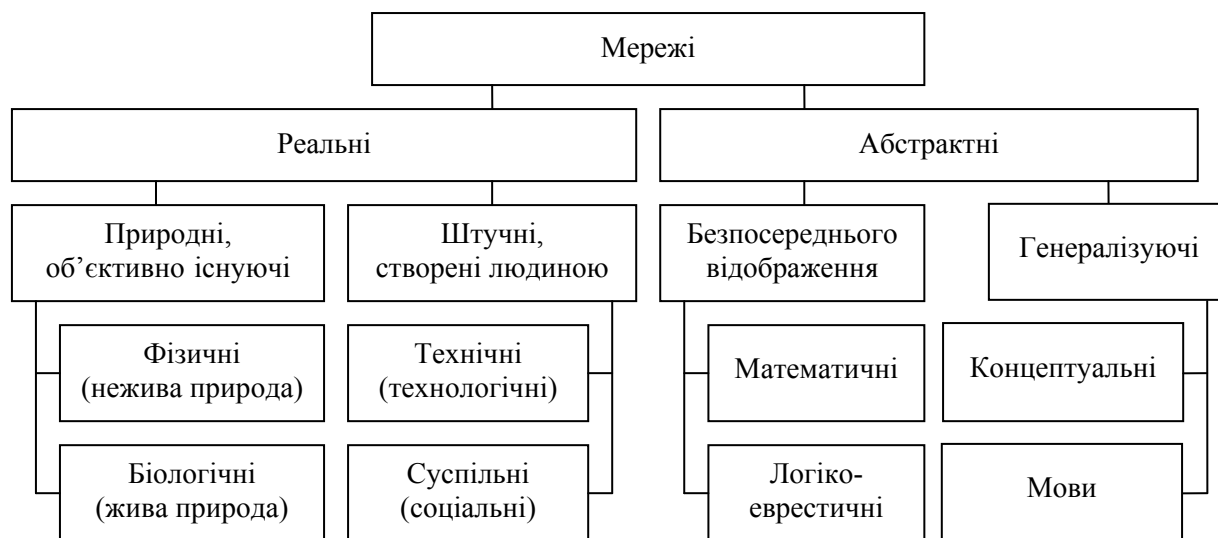 Мережі
Реальні
Абстрактні
Природні,
об’єктивно існуючі
Штучні,
створені людиною
Безпосереднього
відображення
Генералізуючі
Фізичні
(нежива природа)
Технічні
(технологічні)
Математичні
Концептуальні
Біологічні
(жива природа)
Суспільні
(соціальні)
Логіко-
еврестичні
Мови